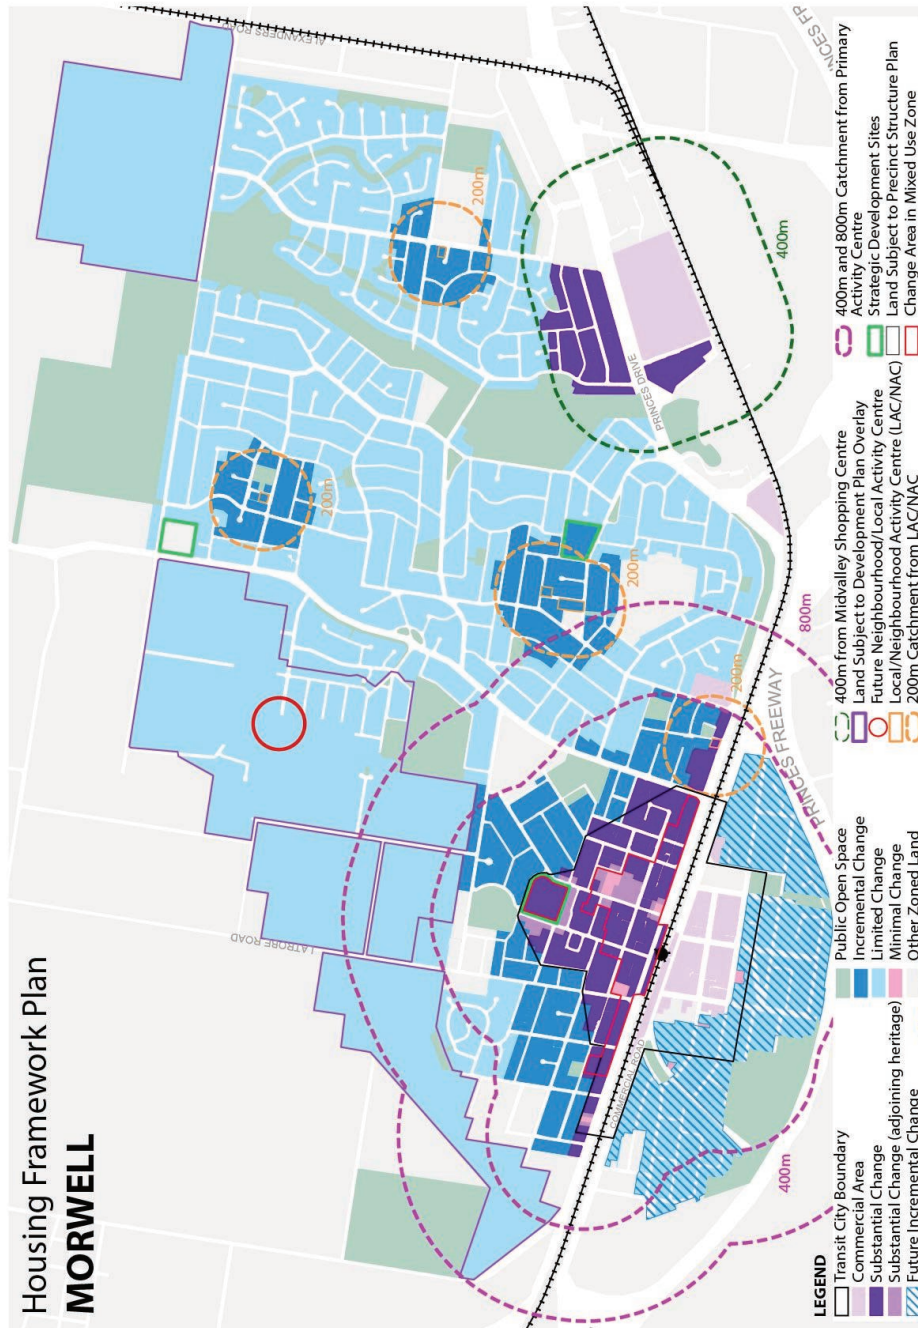 Housing Framework Plan
MORWELL
ALEXANDERS ROAD
LATROBE ROAD
PRINCES DRIVE
COMMERCIAL ROAD
PRINCES FREEWAY
INCES FR
PRINCES FR
200m
200m
200m
200m
400m
800m
400m
LEGEND
Transit City Boundary
Commercial Area
Substantial Change
Substantial Change (adjoining heritage)
Future Incremental Change
Public Open Space
Incremental Change
Limited Change
Minimal Change
Other Zoned Land
400m from Midvalley Shopping Centre
Land Subject to Development Plan Overlay
Future Neighbourhood/Local Activity Centre
Local/Neighbourhood Activity Centre (LAC/NAC)
200m Catchment from LAC/NAC
400m and 800m Catchment from Primary
Activity Centre
Strategic Development Sites
Land Subject to Precinct Structure Plan
Change Area in Mixed Use Zone